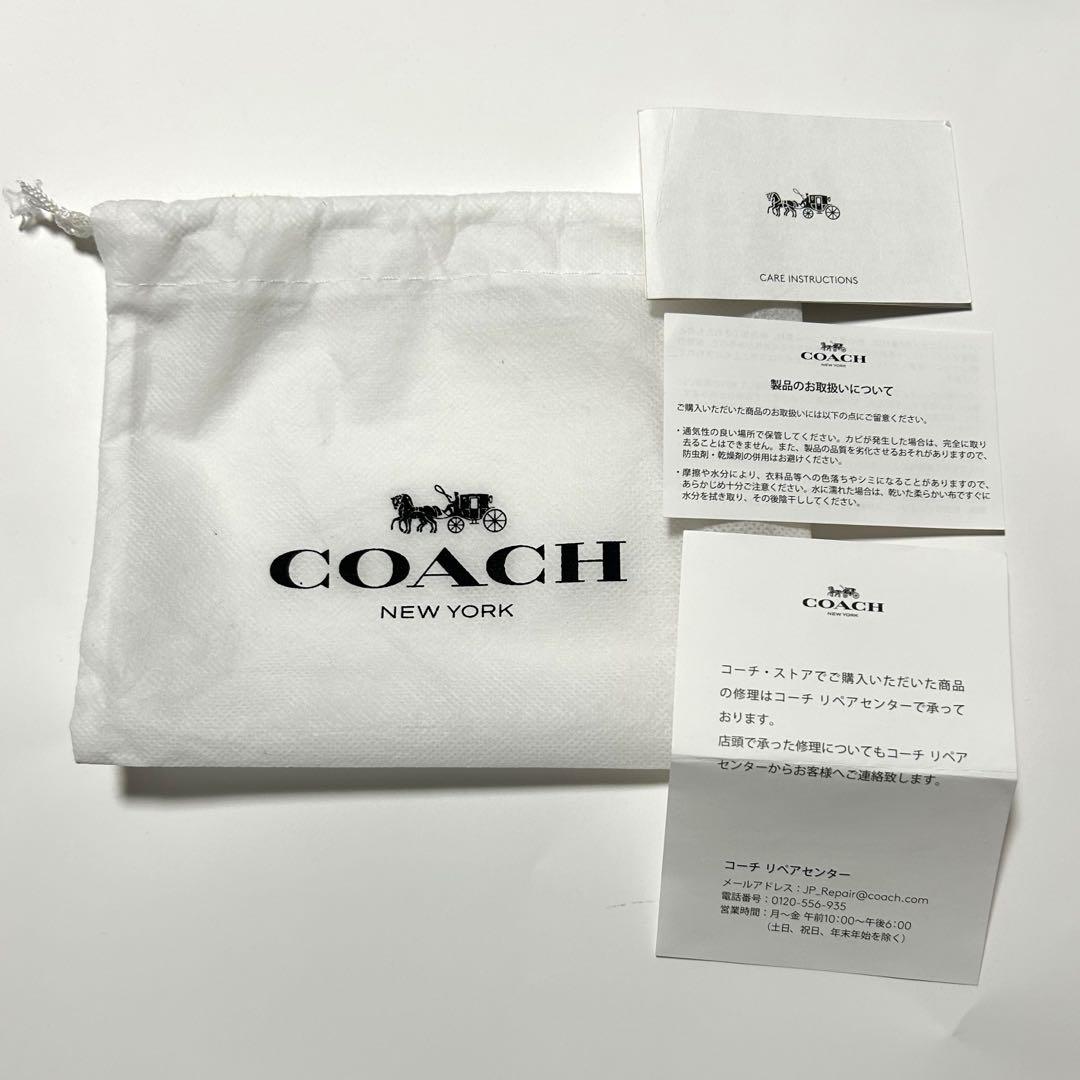 COACH
NEW YORK
CARE INSTRUCTIONS
COACH
NEW YORK
製品のお取扱いについて
ご購入いただいた商品のお取扱いには以下の点にご留意ください。
・通気性の良い場所で保管してください。カビが発生した場合は、完全に取り
去ることはできません。また、製品の品質を劣化させるおそれがありますので、
防虫剤・乾燥剤の併用はお避けください。
・摩擦や水分により、衣料品等への色落ちやシミになることがありますので、
あらかじめ十分ご注意ください。水に濡れた場合は、乾いた柔らかい布ですぐに
水分を拭き取り、その後陰干ししてください。
COACH
NEW YORK
コーチ・ストアでご購入いただいた商品
の修理はコーチ リペアセンターで承って
おります。
店頭で承った修理についてもコーチ リペア
センターからお客様へご連絡致します。
コーチ リペアセンター
メールアドレス：JP_Repair@coach.com
電話番号：0120-556-935
営業時間：月〜金 午前10:00〜午後6:00
（土日、祝日、年末年始を除く）